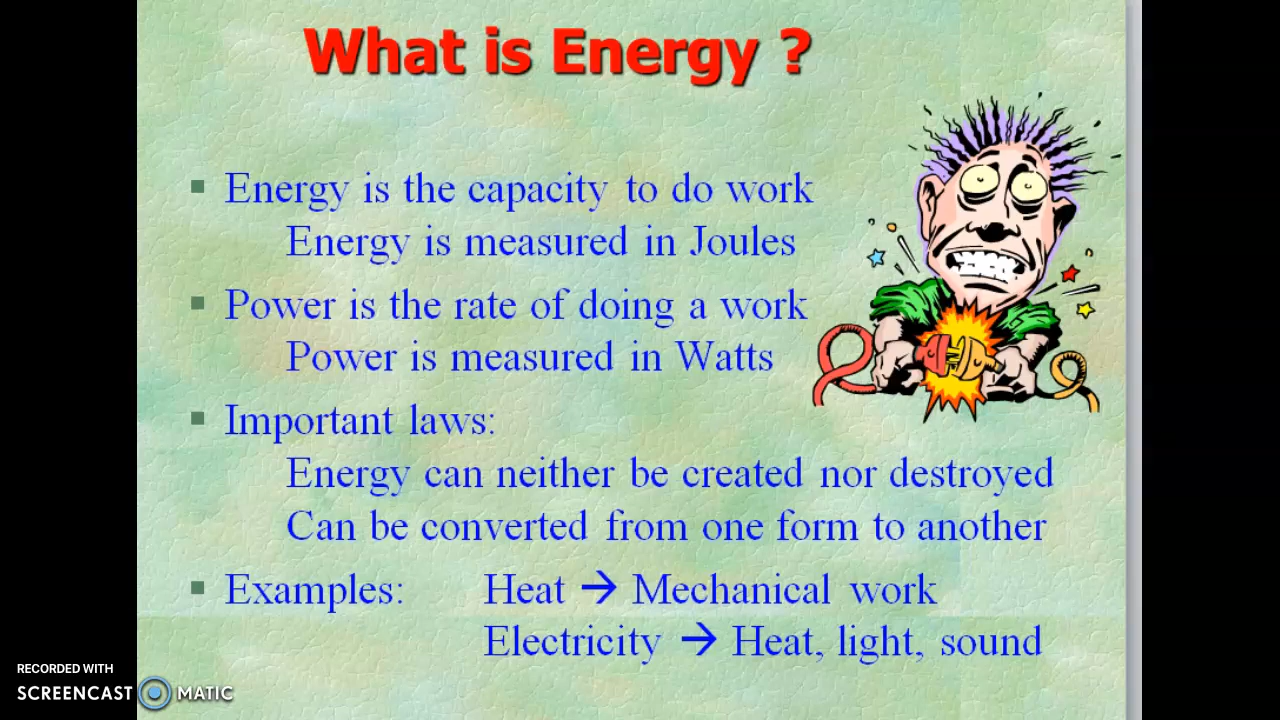 What is Energy ?
Energy is the capacity to do work
Energy is measured in Joules
Power is the rate of doing a work
Power is measured in Watts
Important laws:
Energy can neither be created nor destroyed
Can be converted from one form to another
Examples: Heat → Mechanical work
Electricity → Heat, light, sound
RECORDED WITH
SCREENCAST MATIC